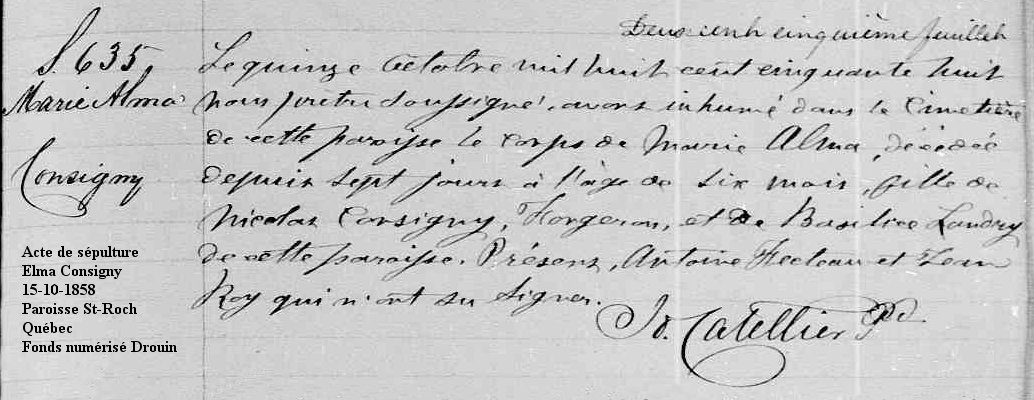 Deux cent cinquième feuillet
S. 635,
Marie Alma
Consigny
Le quinze Octobre mil huit cent cinquante huit
nous prêtre soussigné, avons inhumé dans le Cimetière
de cette paroisse le corps de Marie Alma, décédée
depuis sept jours à l'âge de six mois, fille de
Nicolas Consigny, Forgeron, et de Basilice Landry
de cette paroisse. Présens, Antoine Fecteau et Jean
Roy qui n'ont su signer.
Jo. Catellier Ptre
Acte de sépulture
Elma Consigny
15-10-1858
Paroisse St-Roch
Québec
Fonds numérisé Drouin